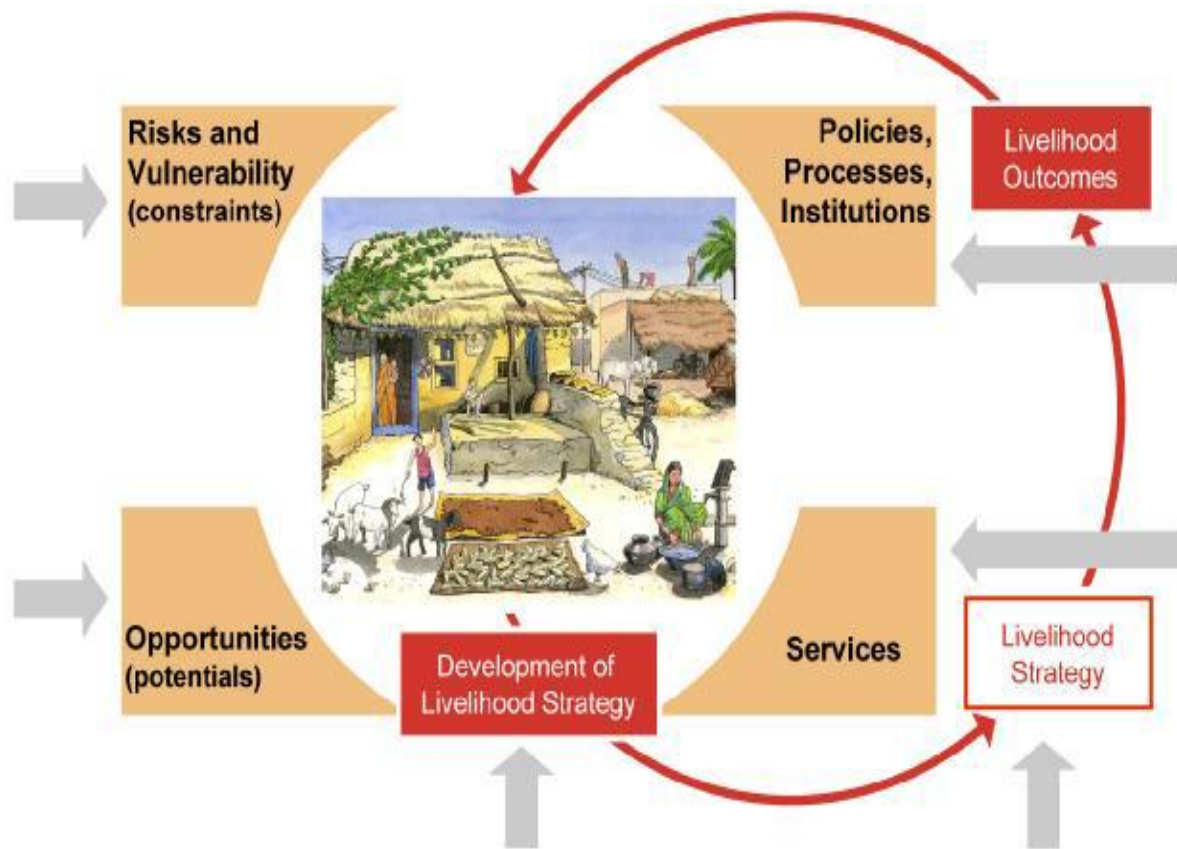 Risks and
Vulnerability
(constraints)
Policies,
Processes,
Institutions
Livelihood
Outcomes
Opportunities
(potentials)
Development of
Livelihood Strategy
Services
Livelihood
Strategy